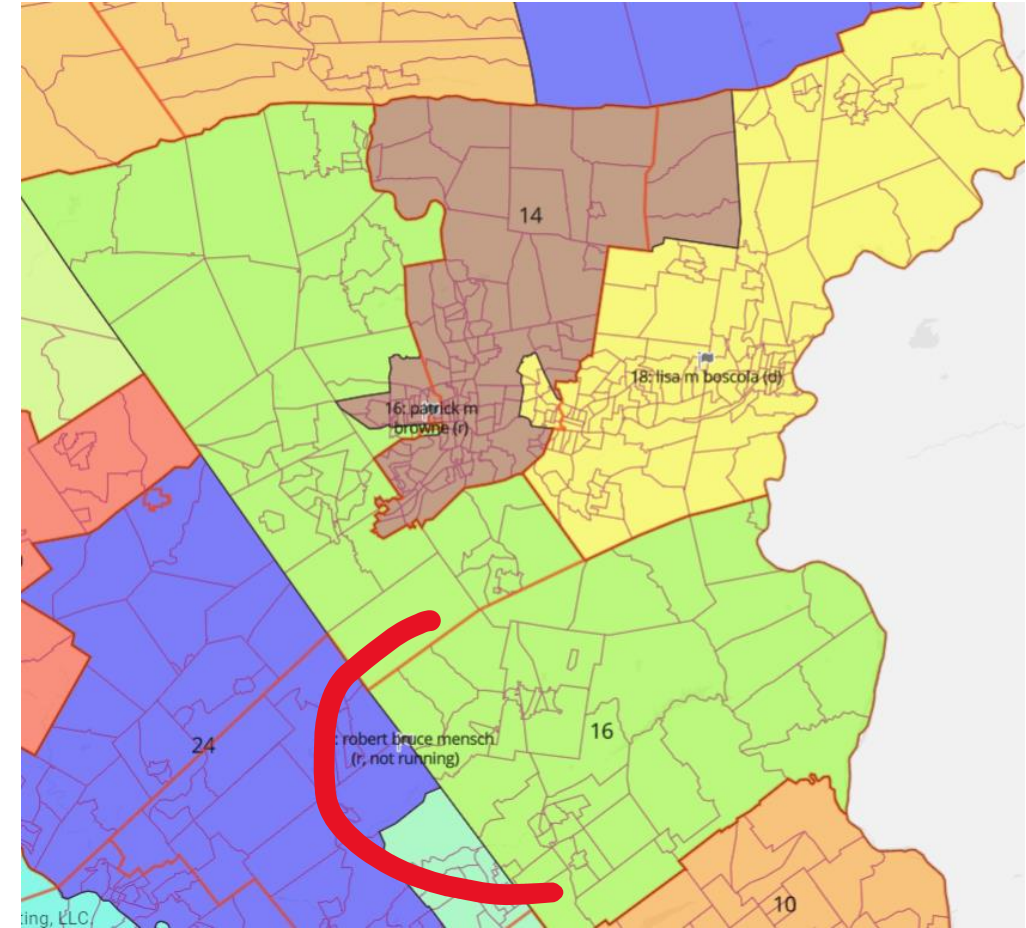 14
18: lisa m boscola (d)
16: patrick m
browne (r)
24
: robert bruce mensch
(r, not running)
16
10
ting, LLC.